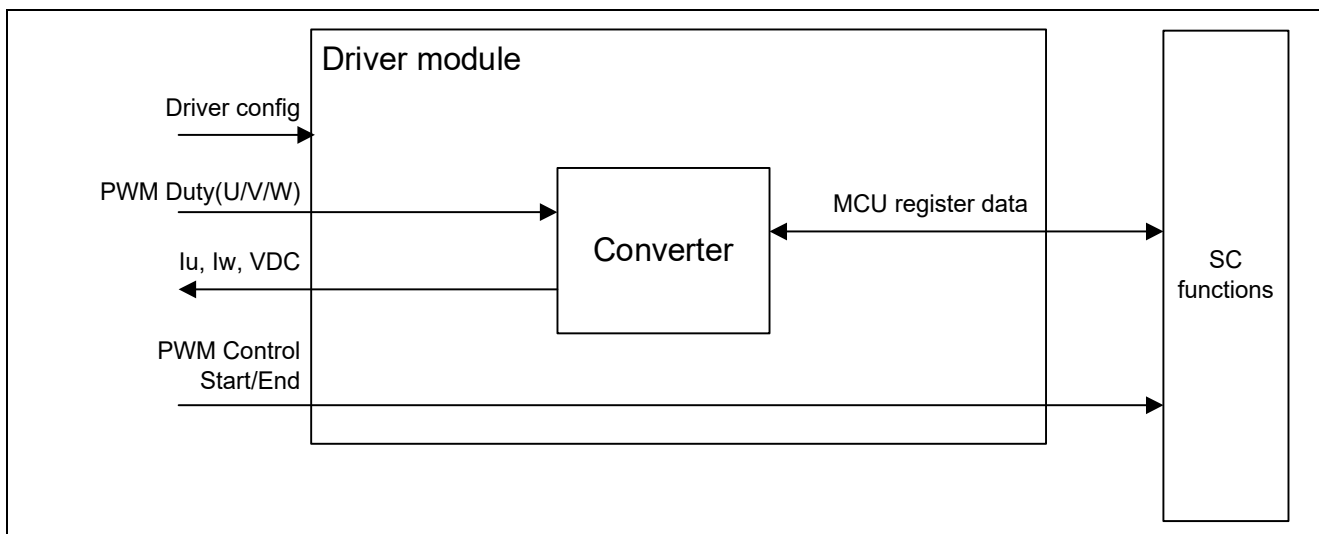 Driver module
Driver config
PWM Duty(U/V/W)
MCU register data
Converter
Iu, Iw, VDC
SC
functions
PWM Control
Start/End